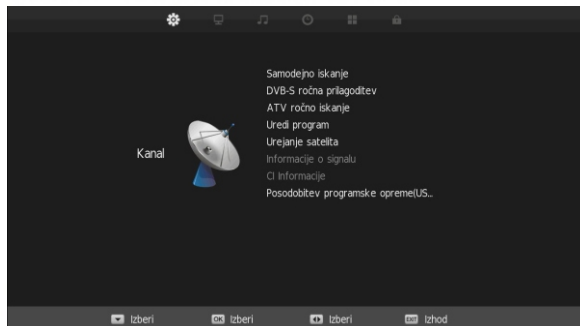 Samodejno iskanje
DVB-S ročna prilagoditev
ATV ročno iskanje
Uredi program
Urejanje satelita
Kanal
Informacije o signalu
CI Informacije
Posodobitev programske opreme(US...
Izberi
OK Izberi
Izberi
EXIT Izhod